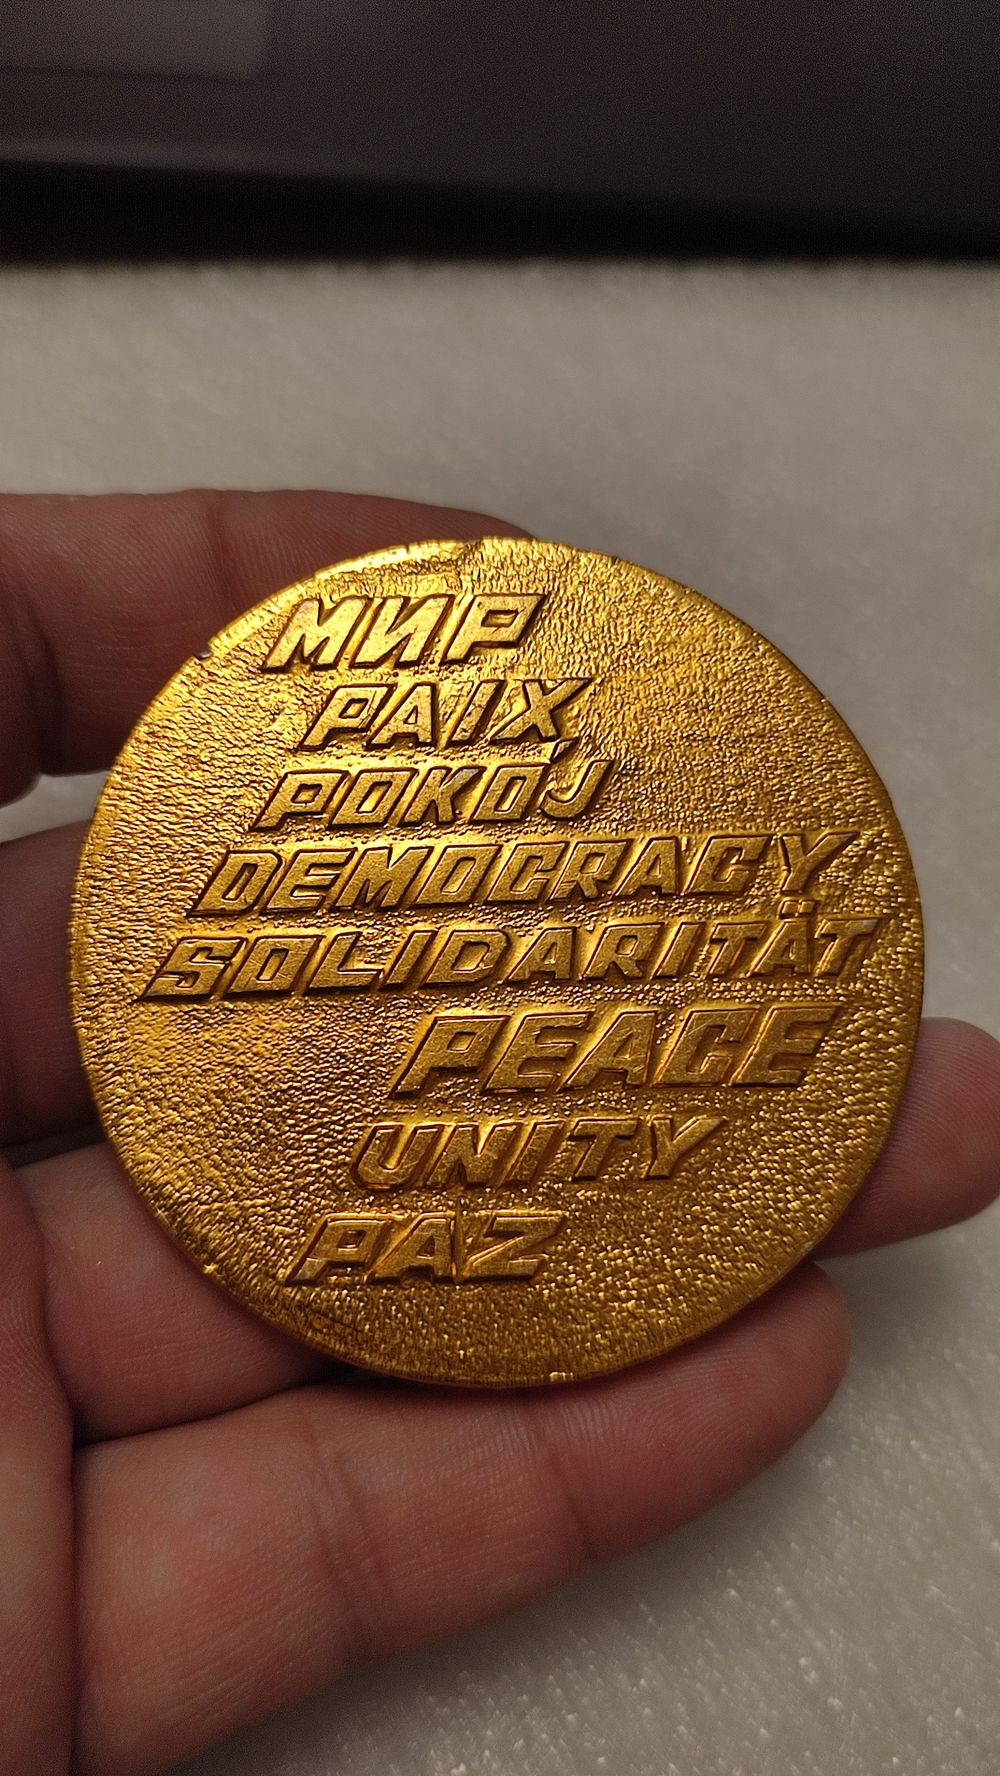 МИР
PAIX
POKÓJ
DEMOCRACY
SOLIDARITÄT
PEACE
UNITY
PAZ